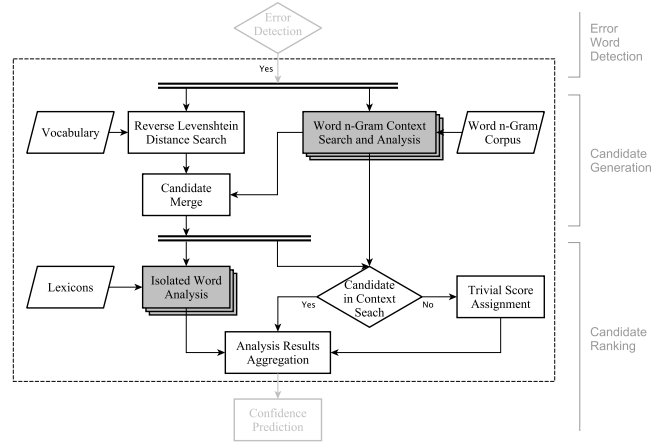 Error
Detection
Error
Word
Detection
Yes
Vocabulary
Reverse Levenshtein
Distance Search
Word n-Gram Context
Search and Analysis
Word n-Gram
Corpus
Candidate
Generation
Candidate
Merge
Lexicons
Isolated Word
Analysis
Candidate
in Context
Seach
Yes
No
Trivial Score
Assignment
Candidate
Ranking
Analysis Results
Aggregation
Confidence
Prediction